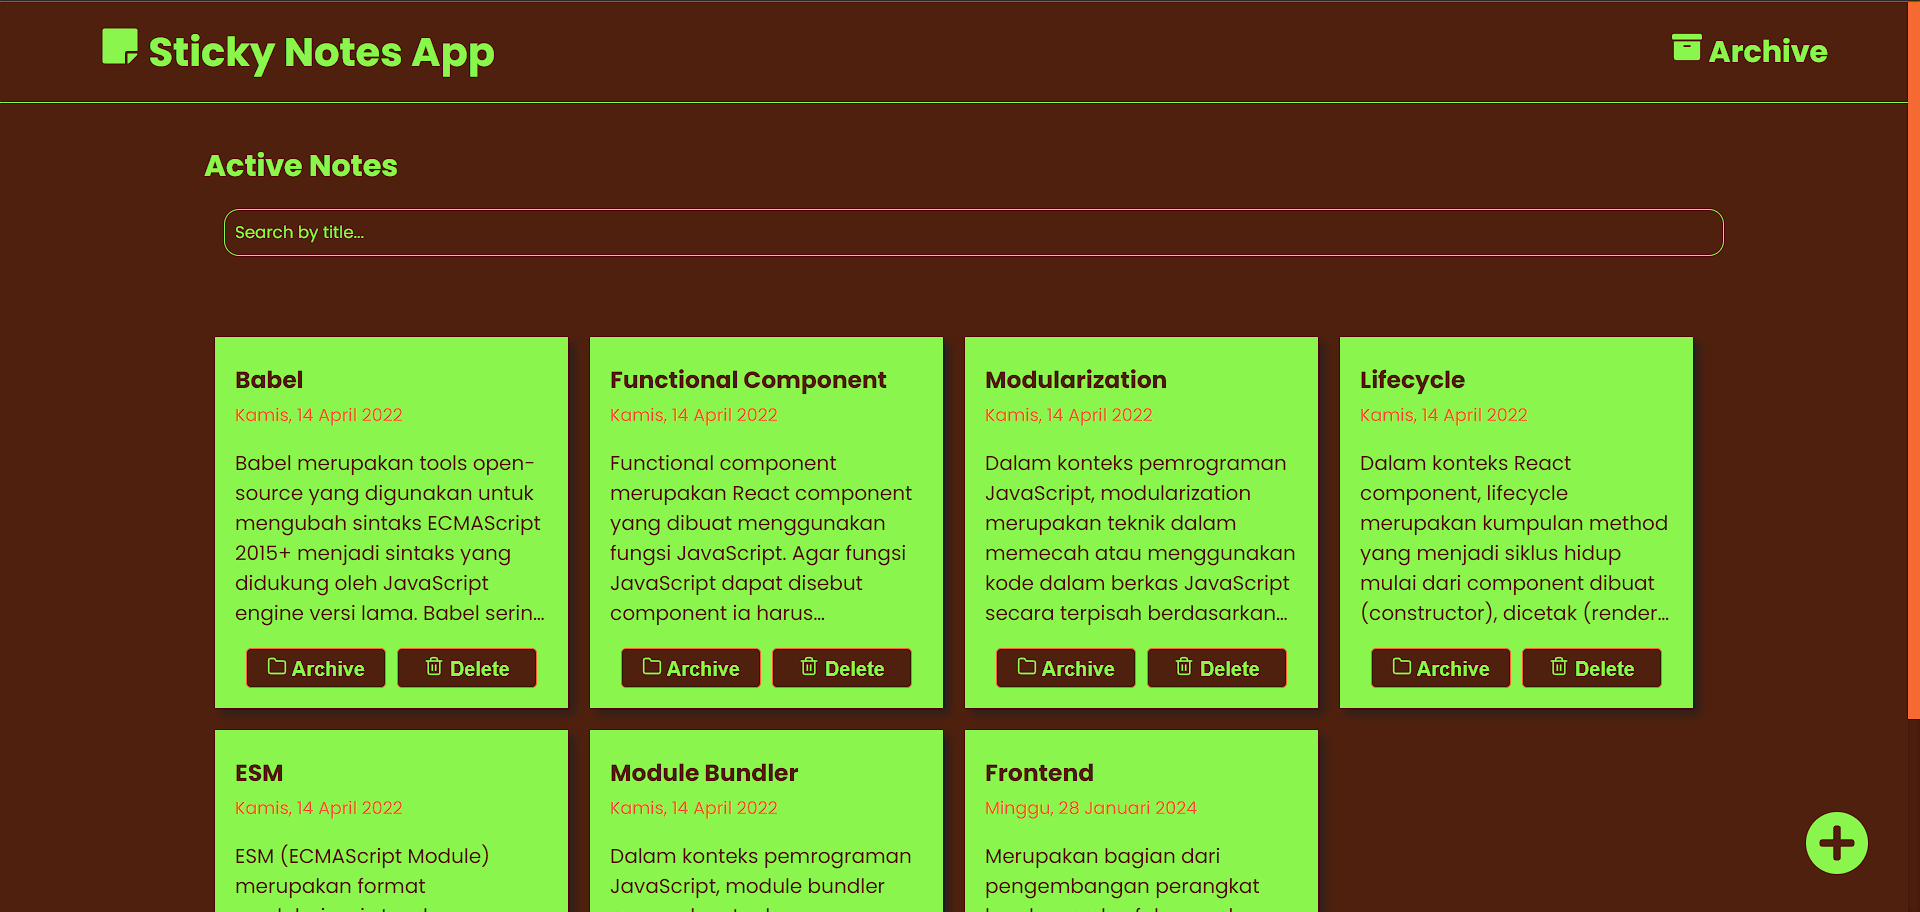 Sticky Notes App
Archive
Active Notes
Search by title...
Babel
Kamis, 14 April 2022
Babel merupakan tools open-
source yang digunakan untuk
mengubah sintaks ECMAScript
2015+ menjadi sintaks yang
didukung oleh JavaScript
engine versi lama. Babel serin...
Archive
Delete
Functional Component
Kamis, 14 April 2022
Functional component
merupakan React component
yang dibuat menggunakan
fungsi JavaScript. Agar fungsi
JavaScript dapat disebut
component ia harus...
Archive
Delete
Modularization
Kamis, 14 April 2022
Dalam konteks pemrograman
JavaScript, modularization
merupakan teknik dalam
memecah atau menggunakan
kode dalam berkas JavaScript
secara terpisah berdasarkan...
Archive
Delete
Lifecycle
Kamis, 14 April 2022
Dalam konteks React
component, lifecycle
merupakan kumpulan method
yang menjadi siklus hidup
mulai dari component dibuat
(constructor), dicetak (render...
Archive
Delete
ESM
Kamis, 14 April 2022
ESM (ECMAScript Module)
merupakan format
Module Bundler
Kamis, 14 April 2022
Dalam konteks pemrograman
JavaScript, module bundler
Frontend
Minggu, 28 Januari 2024
Merupakan bagian dari
pengembangan perangkat